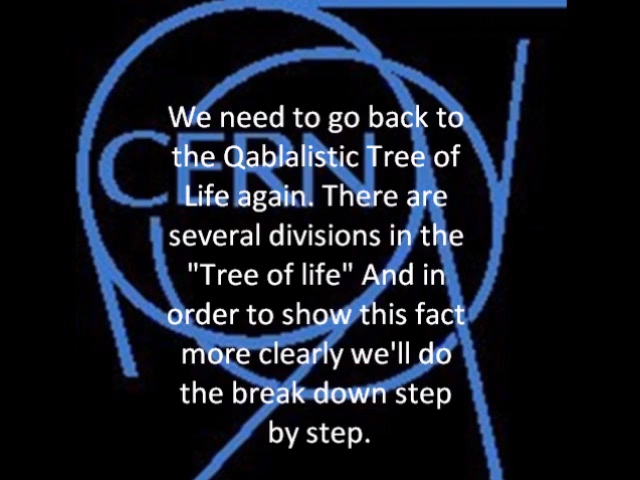 CERN
We need to go back to
the Qablalistic Tree of
Life again. There are
several divisions in the
"Tree of life" And in
order to show this fact
more clearly we'll do
the break down step
by step.